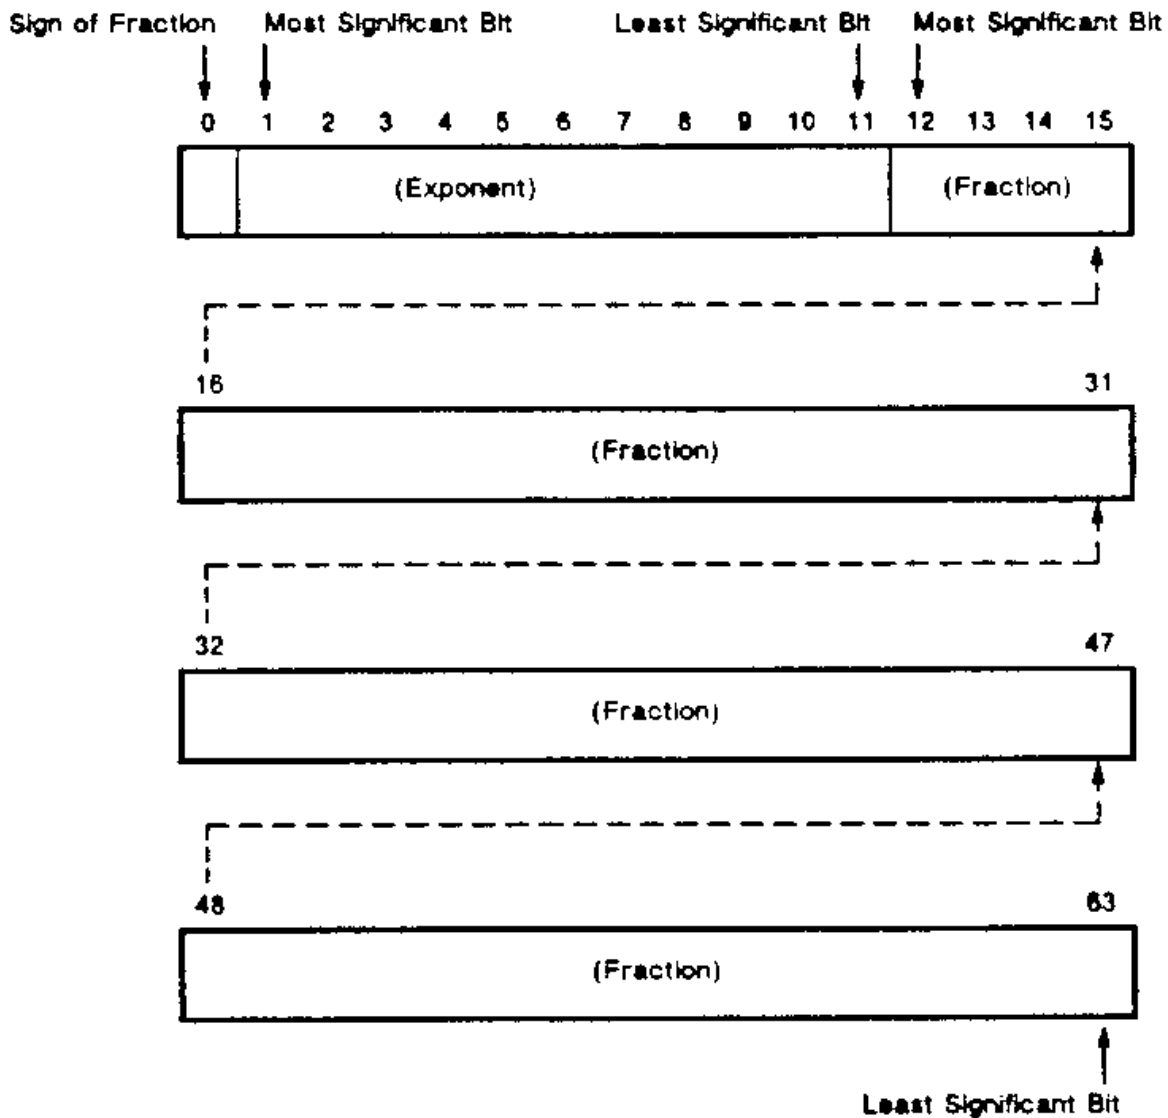 Sign of Fraction Most Significant Bit Least Significant Bit Most Significant Bit
0 1 2 3 4 5 6 7 8 9 10 11 12 13 14 15
(Exponent) (Fraction)
16 31
(Fraction)
32 47
(Fraction)
48 63
(Fraction)
Least Significant Bit